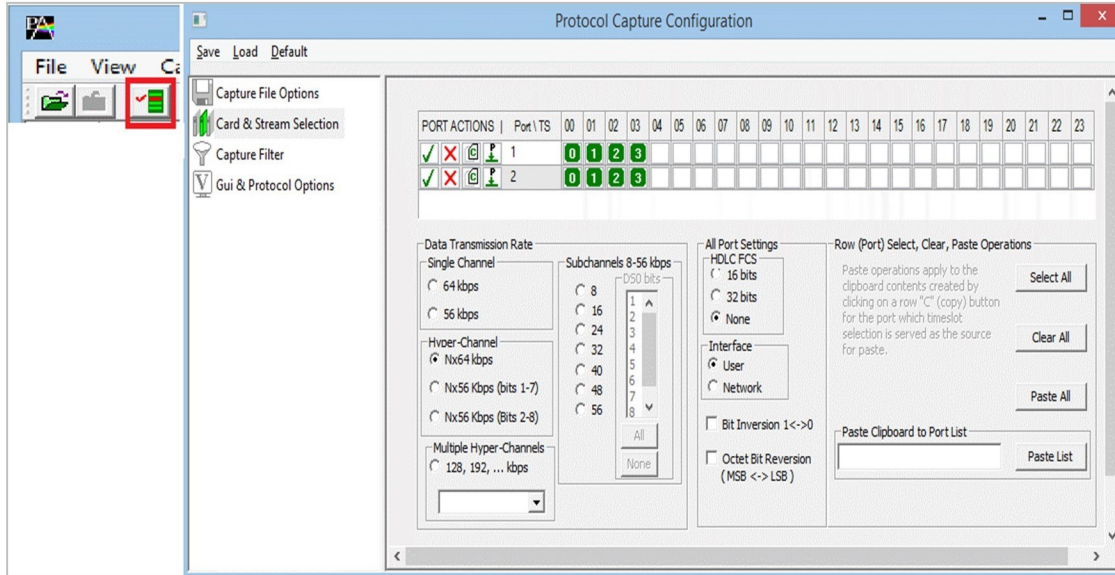 PA
File View Ca
Protocol Capture Configuration
Save Load Default
Capture File Options
Card & Stream Selection
Capture Filter
Gui & Protocol Options
PORT ACTIONS | Port \ TS 00 01 02 03 04 05 06 07 08 09 10 11 12 13 14 15 16 17 18 19 20 21 22 23
C P 1 0 1 2 3
C P 2 0 1 2 3
Data Transmission Rate
Single Channel
64 kbps
56 kbps
Hyper-Channel
Nx64 kbps
Nx56 Kbps (bits 1-7)
Nx56 Kbps (Bits 2-8)
Multiple Hyper-Channels
128, 192, ... kbps
Subchannels 8-56 kbps
8
16
24
32
40
48
56
DS0 bits
1
2
3
4
5
6
7
8
All
None
All Port Settings
HDLC FCS
16 bits
32 bits
None
Interface
User
Network
Bit Inversion 1<->0
Octet Bit Reversion
( MSB <-> LSB )
Row (Port) Select, Clear, Paste Operations
Paste operations apply to the
clipboard contents created by
clicking on a row "C" (copy) button
for the port which timeslot
selection is served as the source
for paste.
Select All
Clear All
Paste All
Paste Clipboard to Port List
Paste List